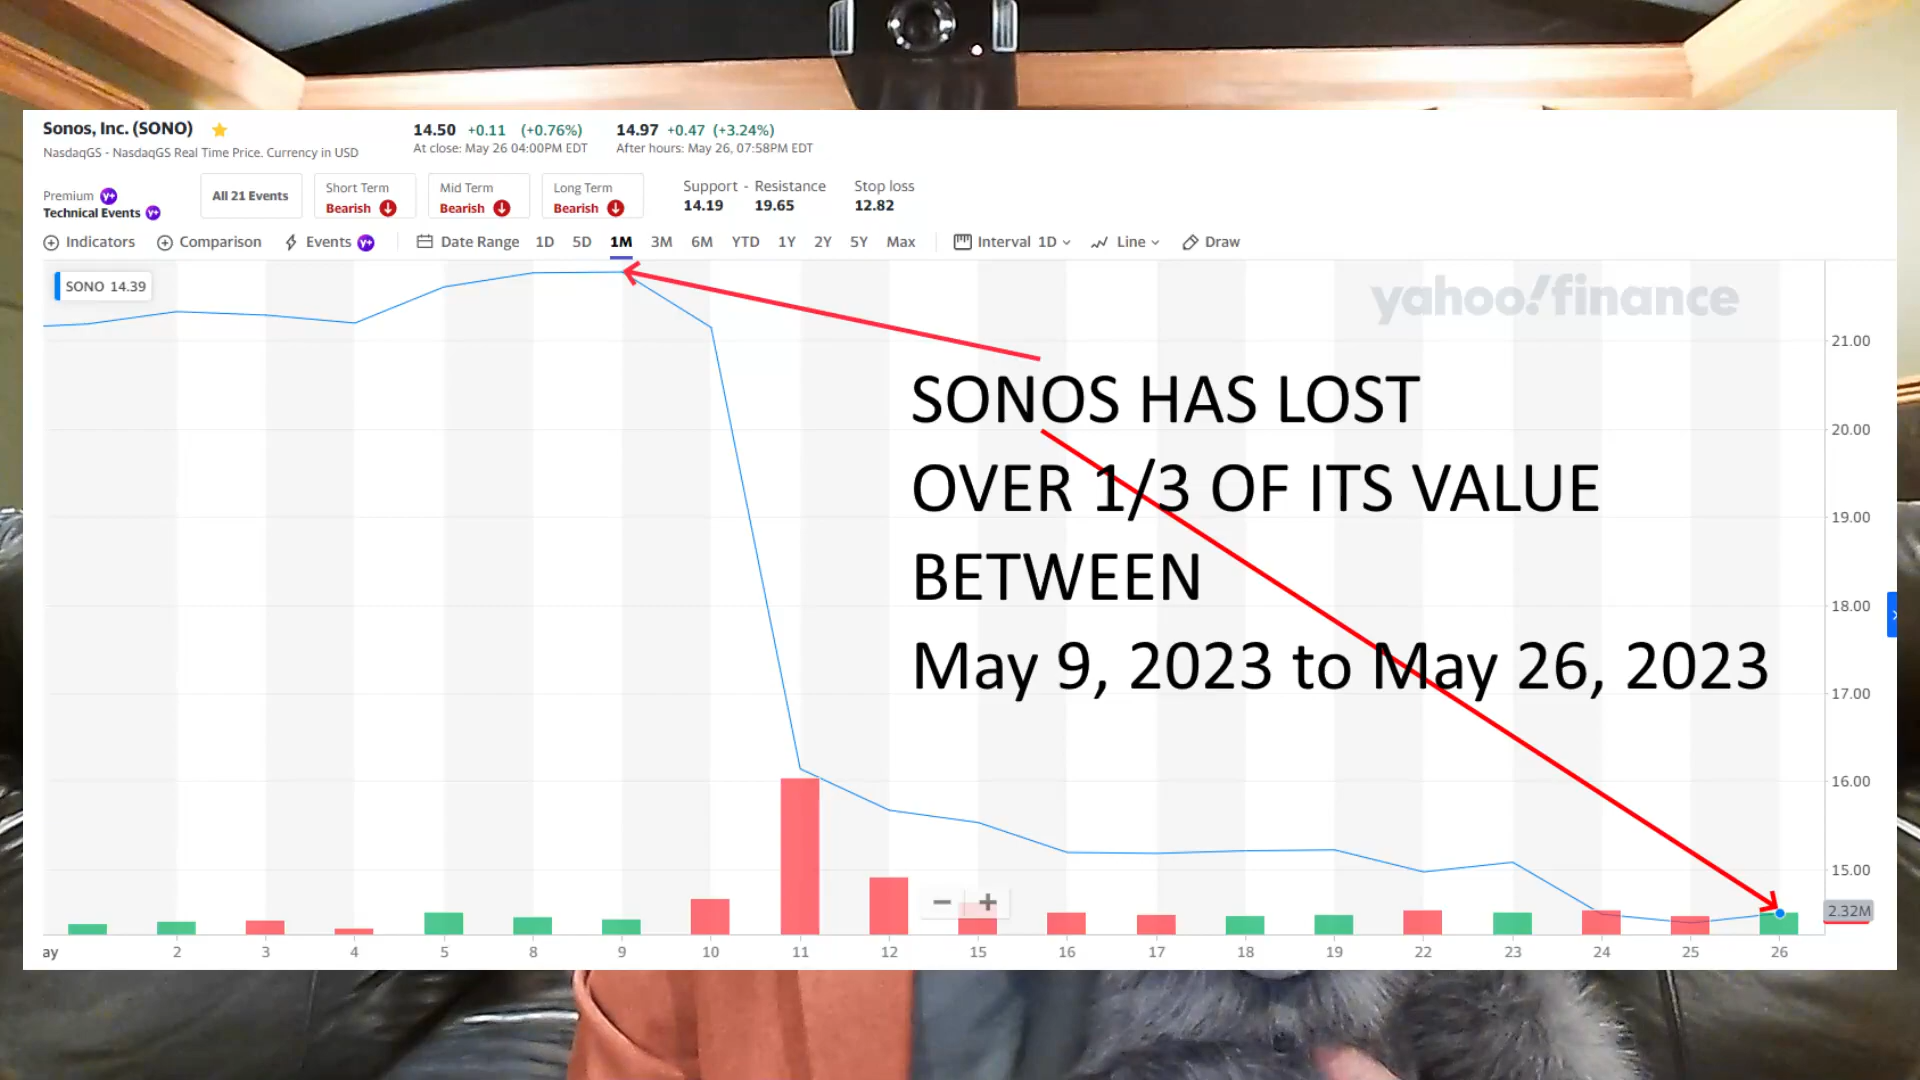 Sonos, Inc. (SONO)
NasdaqGS - NasdaqGS Real Time Price. Currency in USD
14.50 +0.11 (+0.76%)
At close: May 26 04:00PM EDT
14.97 +0.47 (+3.24%)
After hours: May 26, 07:58PM EDT
Premium y+
Technical Events y+
All 21 Events
Short Term
Bearish
Mid Term
Bearish
Long Term
Bearish
Support - Resistance
14.19 19.65
Stop loss
12.82
Indicators Comparison Events y+ Date Range 1D 5D 1M 3M 6M YTD 1Y 2Y 5Y Max Interval 1D Line Draw
SONO 14.39
yahoo!finance
SONOS HAS LOST
OVER 1/3 OF ITS VALUE
BETWEEN
May 9, 2023 to May 26, 2023
21.00
20.00
19.00
18.00
17.00
16.00
15.00
2.32M
ay 2 3 4 5 8 9 10 11 12 15 16 17 18 19 22 23 24 25 26